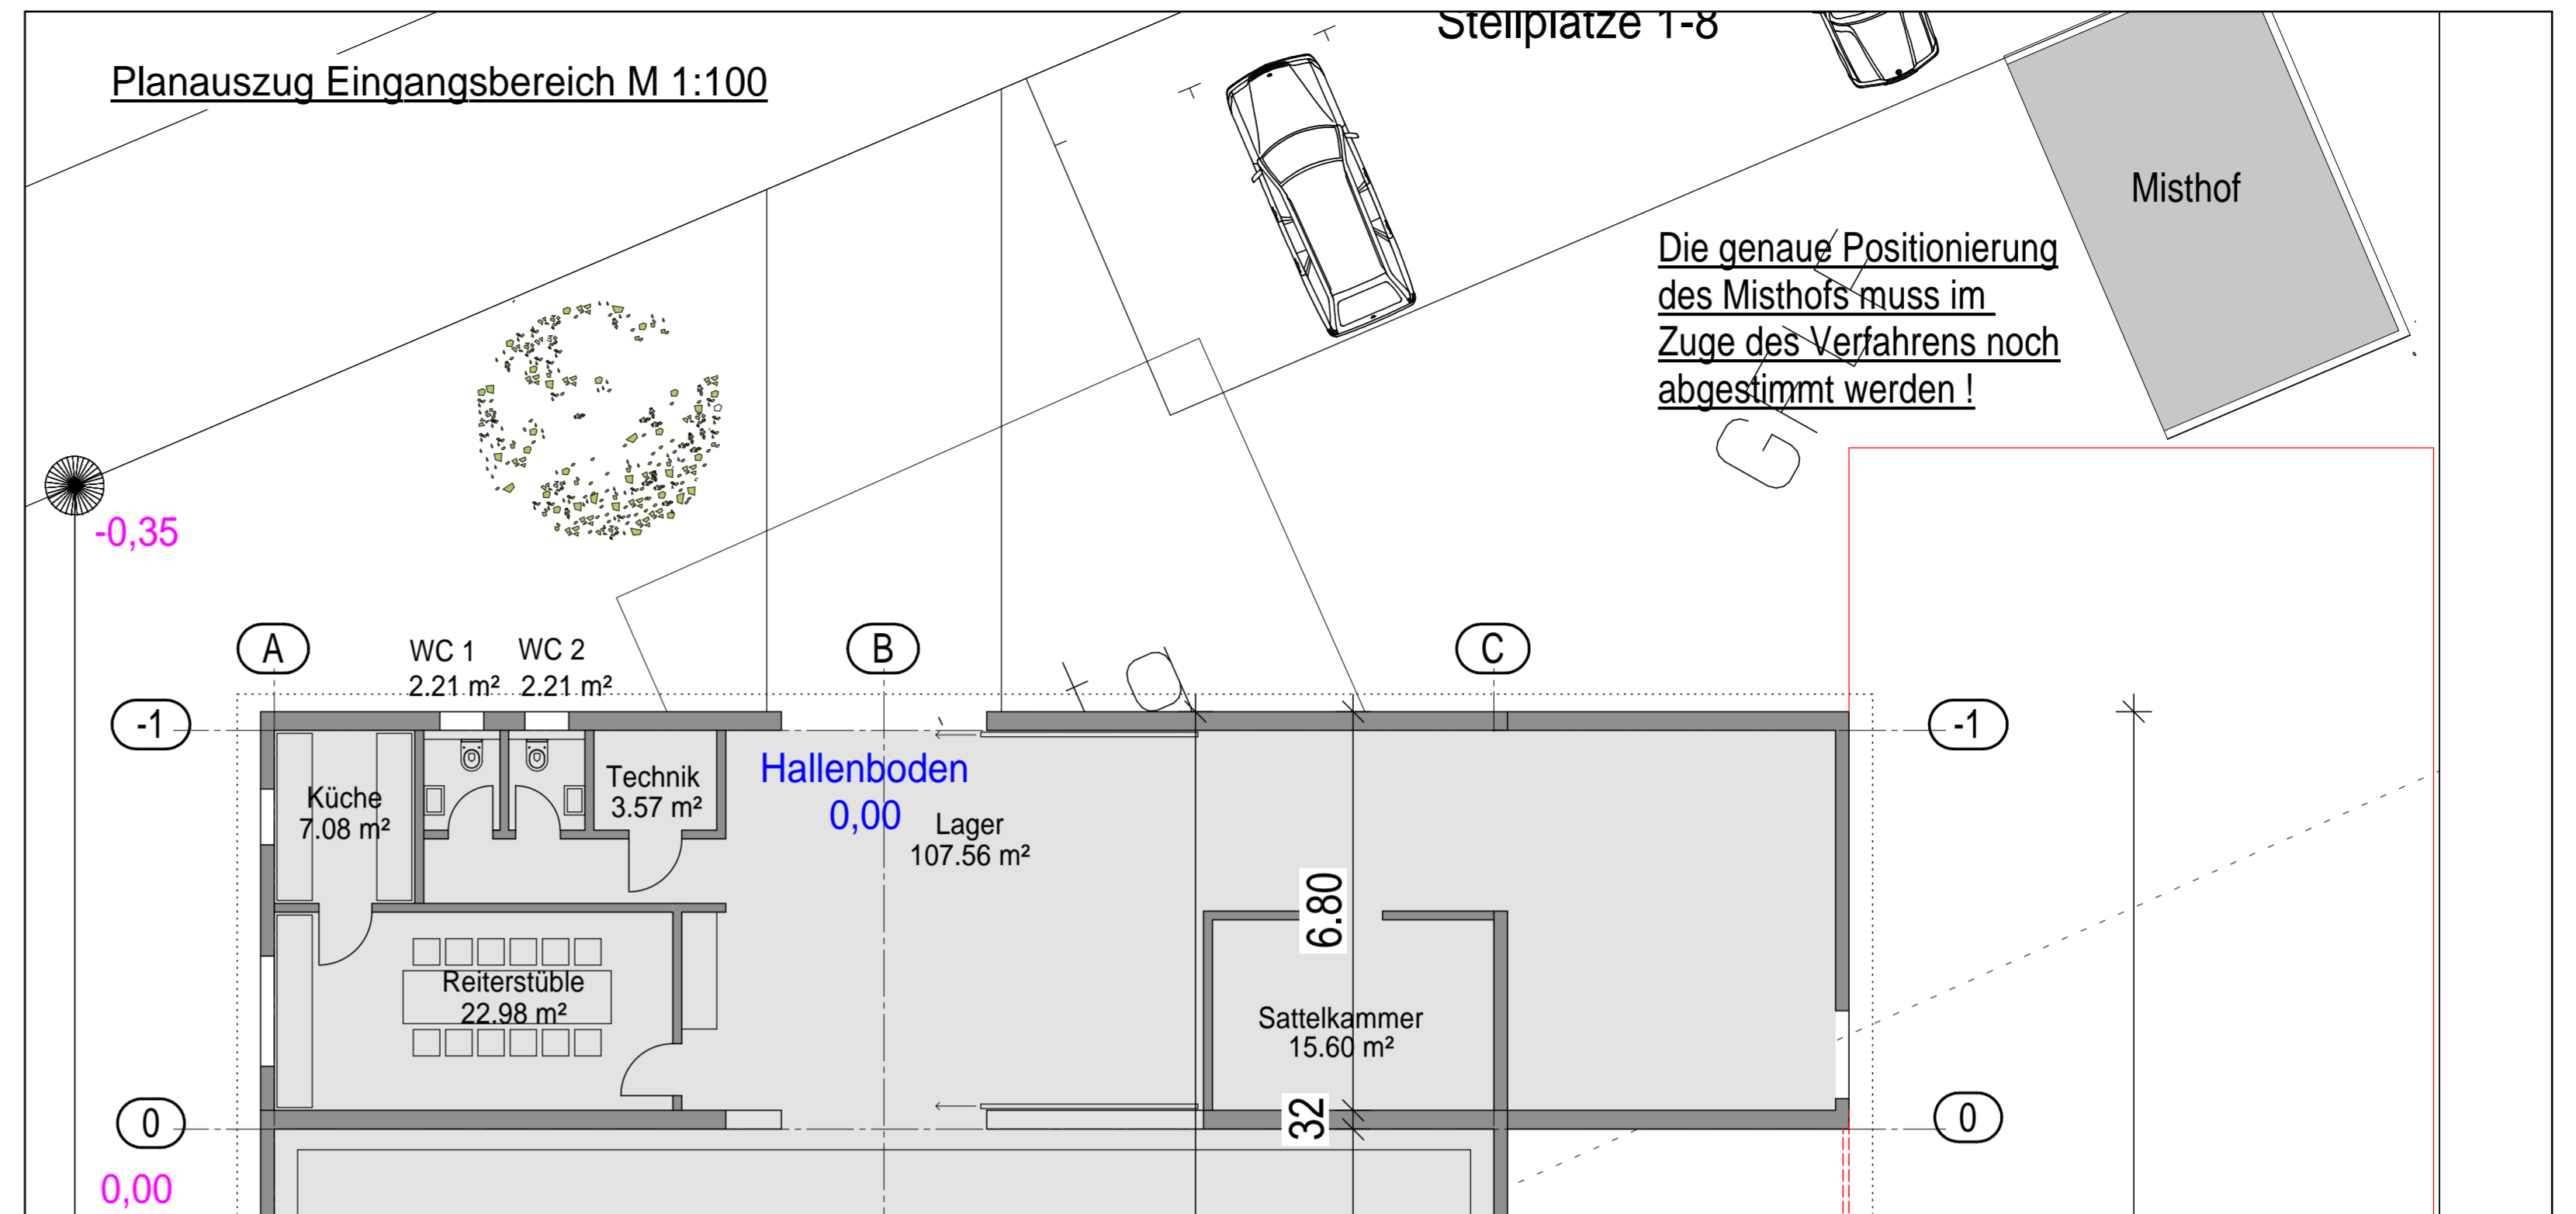 Stellplätze 1-8
Planauszug Eingangsbereich M 1:100
Misthof
Die genaue Positionierung
des Misthofs muss im
Zuge des Verfahrens noch
abgestimmt werden !
G
-0,35
A
B
C
WC 1
2.21 m²
WC 2
2.21 m²
-1
-1
Hallenboden
0,00
Technik
3.57 m²
Küche
7.08 m²
Lager
107.56 m²
6.80
Reiterstüble
22.98 m²
Sattelkammer
15.60 m²
32
0
0
0,00